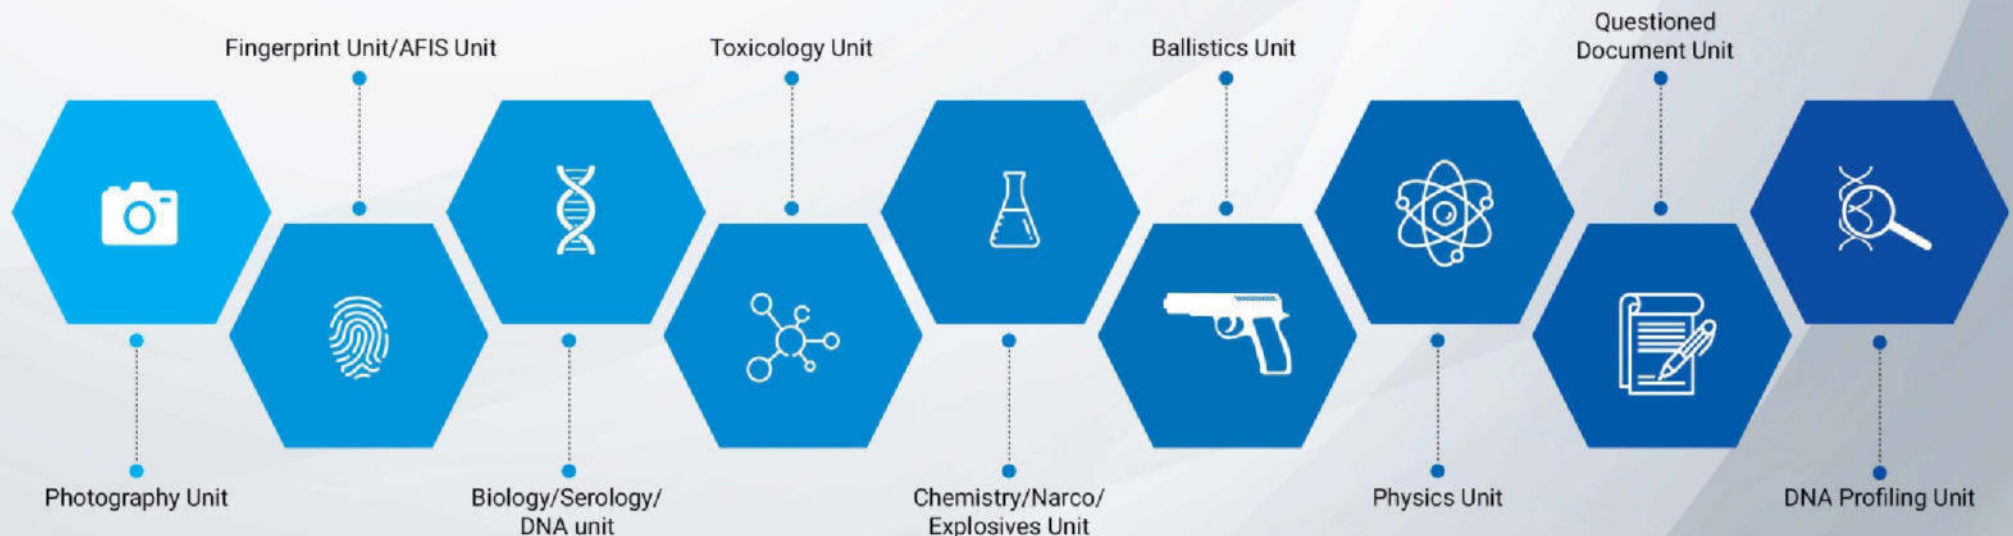 Fingerprint Unit/AFIS Unit
Toxicology Unit
Ballistics Unit
Questioned
Document Unit
Photography Unit
Biology/Serology/
DNA unit
Chemistry/Narco/
Explosives Unit
Physics Unit
DNA Profiling Unit